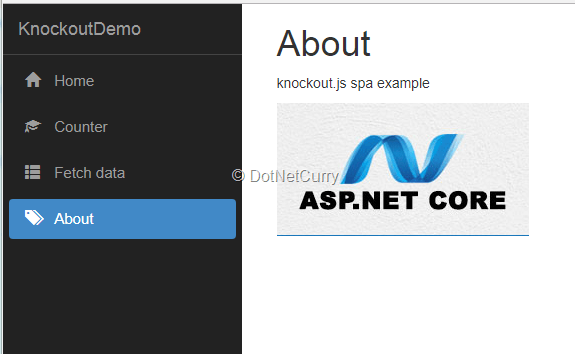 KnockoutDemo
Home
Counter
Fetch data
About
About
knockout.js spa example
ASP.NET CORE
© DotNetCurry